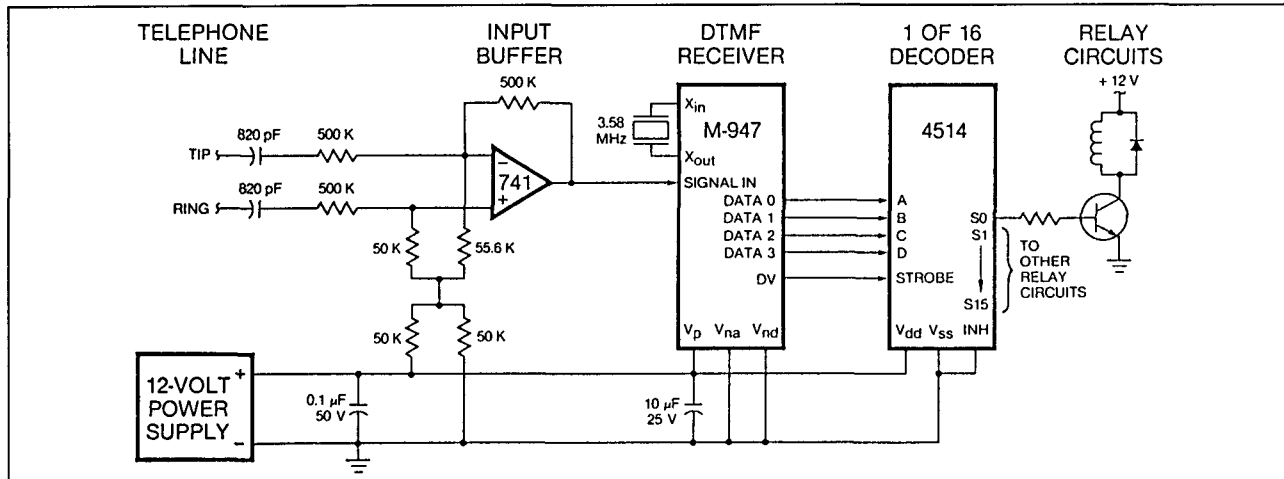 TELEPHONE
LINE
INPUT
BUFFER
DTMF
RECEIVER
1 OF 16
DECODER
RELAY
CIRCUITS
+ 12 V
500 K
820 pF
500 K
TIP
820 pF
500 K
RING
−
741
+
50 K
55.6 K
50 K
50 K
3.58
MHz
Xin
M-947
Xout
SIGNAL IN
DATA 0
DATA 1
DATA 2
DATA 3
DV
Vp
Vna
Vnd
4514
A
B
C
D
STROBE
S0
S1
S15
Vdd
Vss
INH
TO
OTHER
RELAY
CIRCUITS
12-VOLT
POWER
SUPPLY
+
−
0.1 µF
50 V
10 µF
25 V